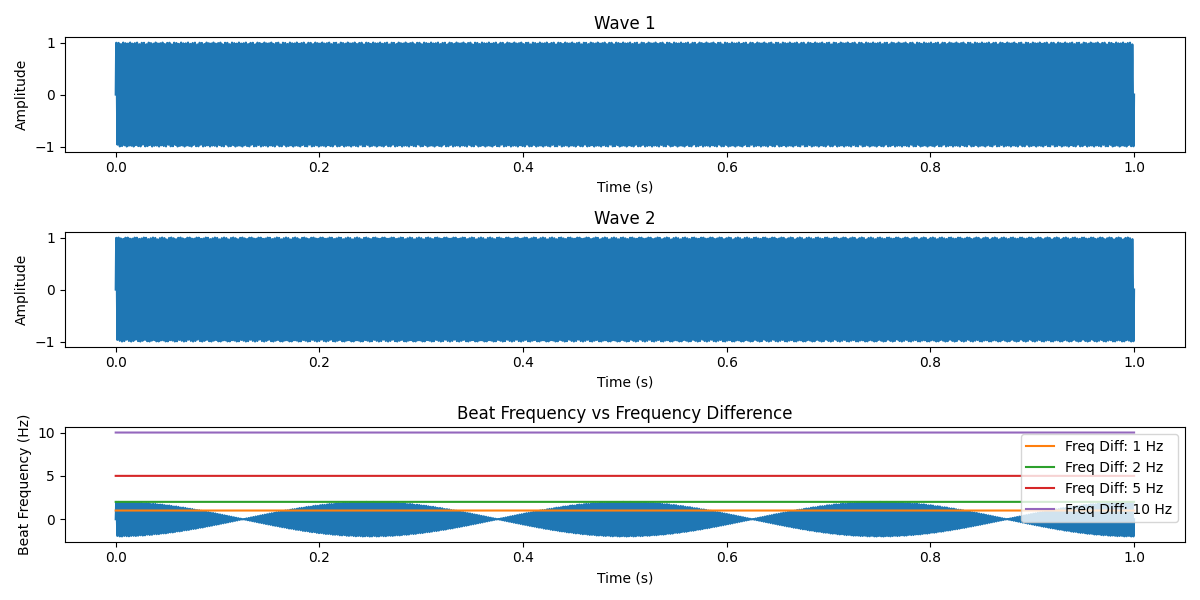 Wave 1
Amplitude
1
0
−1
0.0 0.2 0.4 0.6 0.8 1.0
Time (s)
Wave 2
Amplitude
1
0
−1
0.0 0.2 0.4 0.6 0.8 1.0
Time (s)
Beat Frequency vs Frequency Difference
Beat Frequency (Hz)
10
5
0
Freq Diff: 1 Hz
Freq Diff: 2 Hz
Freq Diff: 5 Hz
Freq Diff: 10 Hz
0.0 0.2 0.4 0.6 0.8 1.0
Time (s)